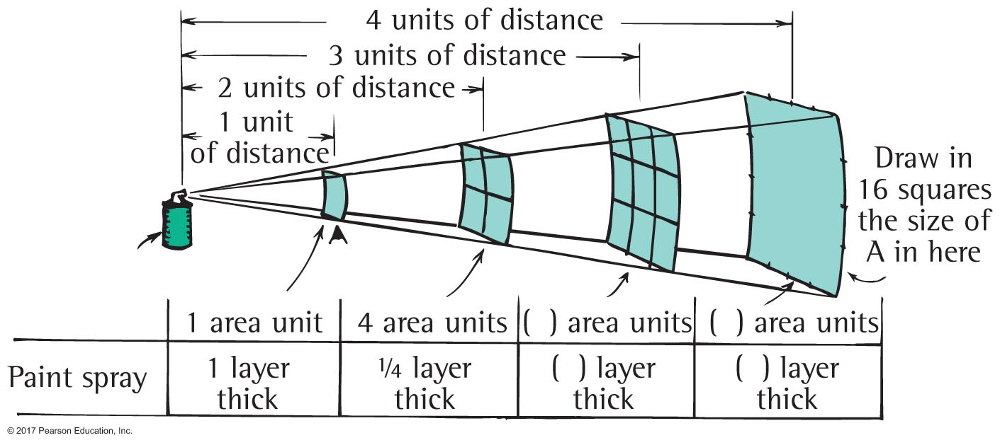 4 units of distance
3 units of distance
2 units of distance
1 unit
of distance
A
Draw in
16 squares
the size of
A in here
1 area unit 4 area units ( ) area units ( ) area units
Paint spray
1 layer
thick
1/4 layer
thick
( ) layer
thick
( ) layer
thick
© 2017 Pearson Education, Inc.